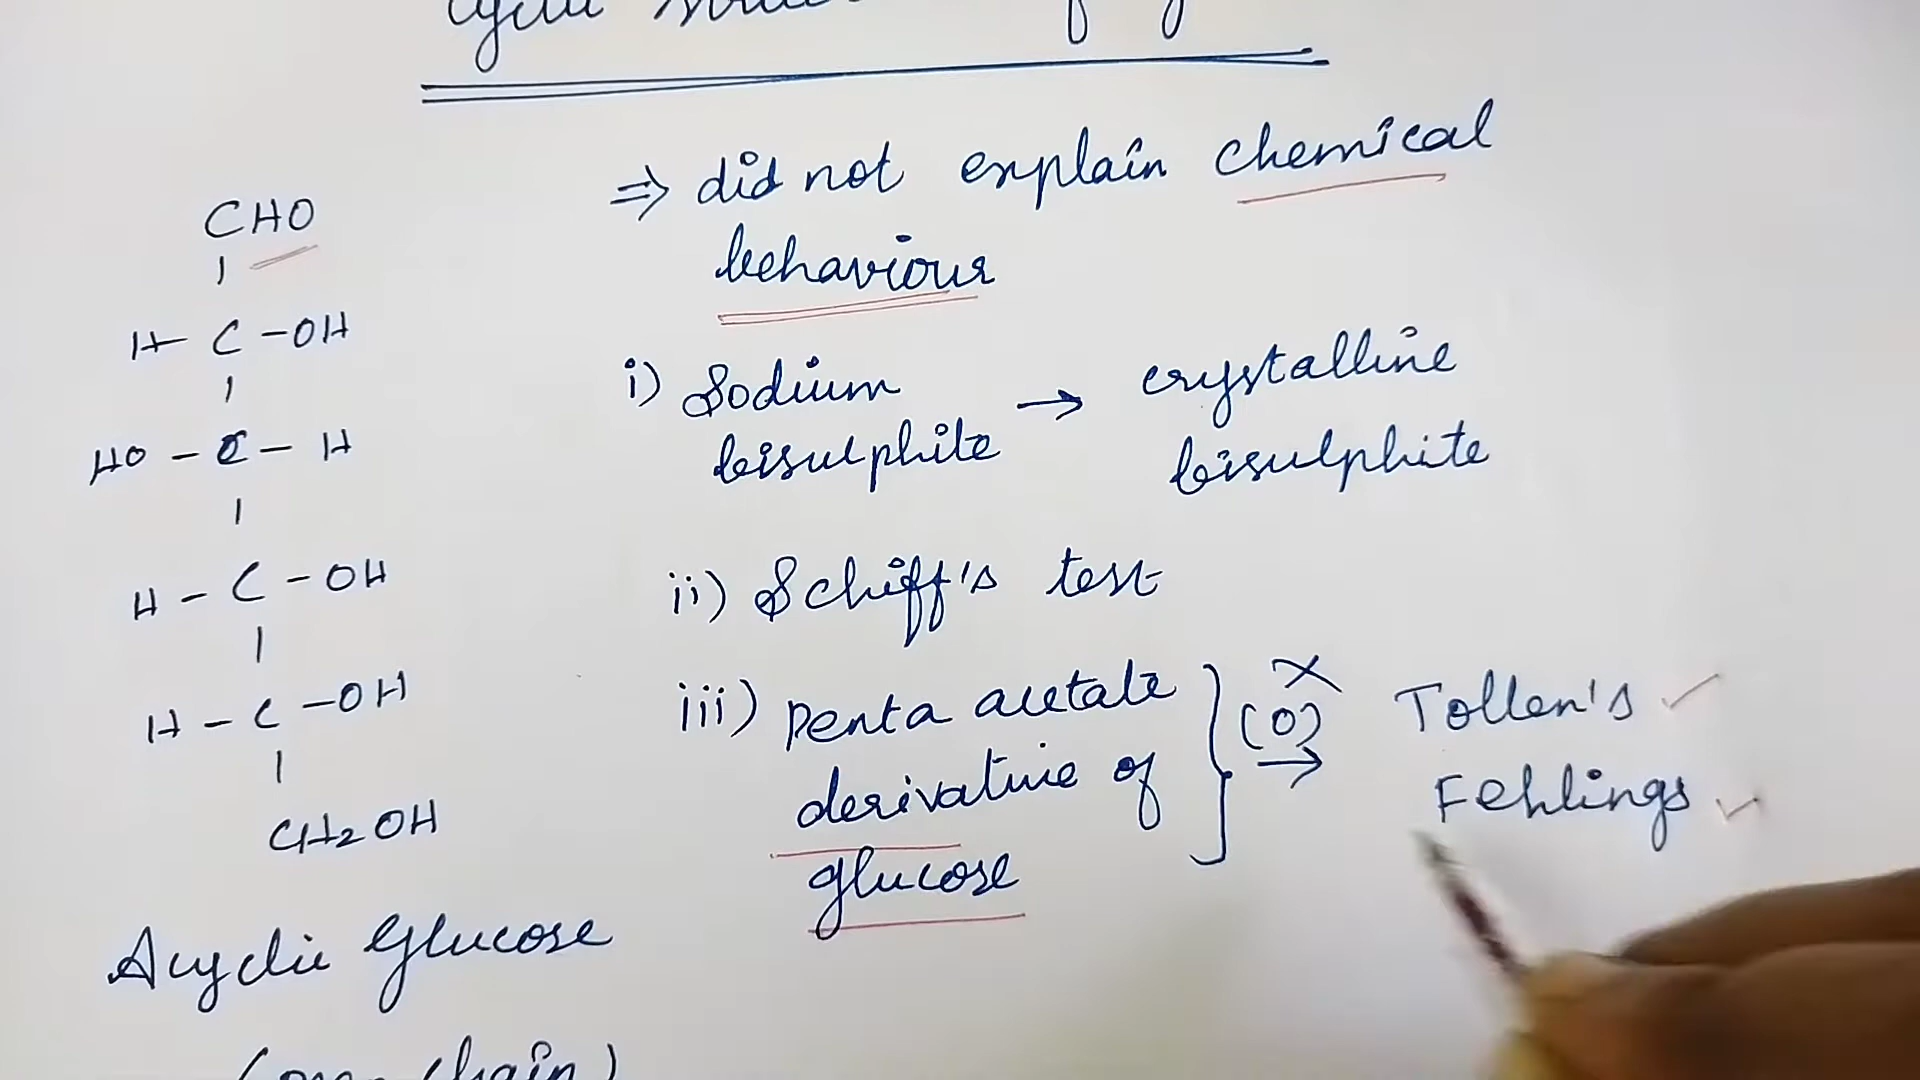 ⇒ did not explain chemical
behaviour
CHO
H - C - OH
HO - C - H
H - C - OH
H - C - OH
CH2OH
Acyclic Glucose
i) Sodium → crystalline
bisulphite bisulphite
ii) Schiff's test
iii) Penta acetate
derivative of
glucose
X
(O)
→
Tollen's ✓
Fehlings ✓